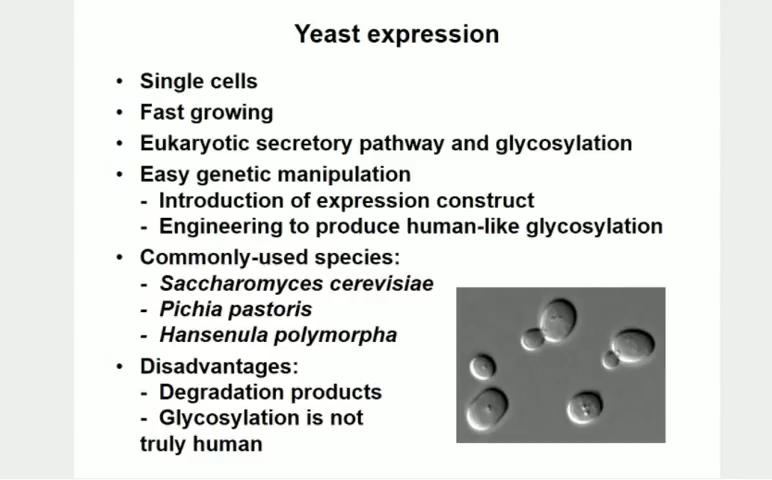 Yeast expression
• Single cells
• Fast growing
• Eukaryotic secretory pathway and glycosylation
• Easy genetic manipulation
- Introduction of expression construct
- Engineering to produce human-like glycosylation
• Commonly-used species:
- Saccharomyces cerevisiae
- Pichia pastoris
- Hansenula polymorpha
• Disadvantages:
- Degradation products
- Glycosylation is not
truly human